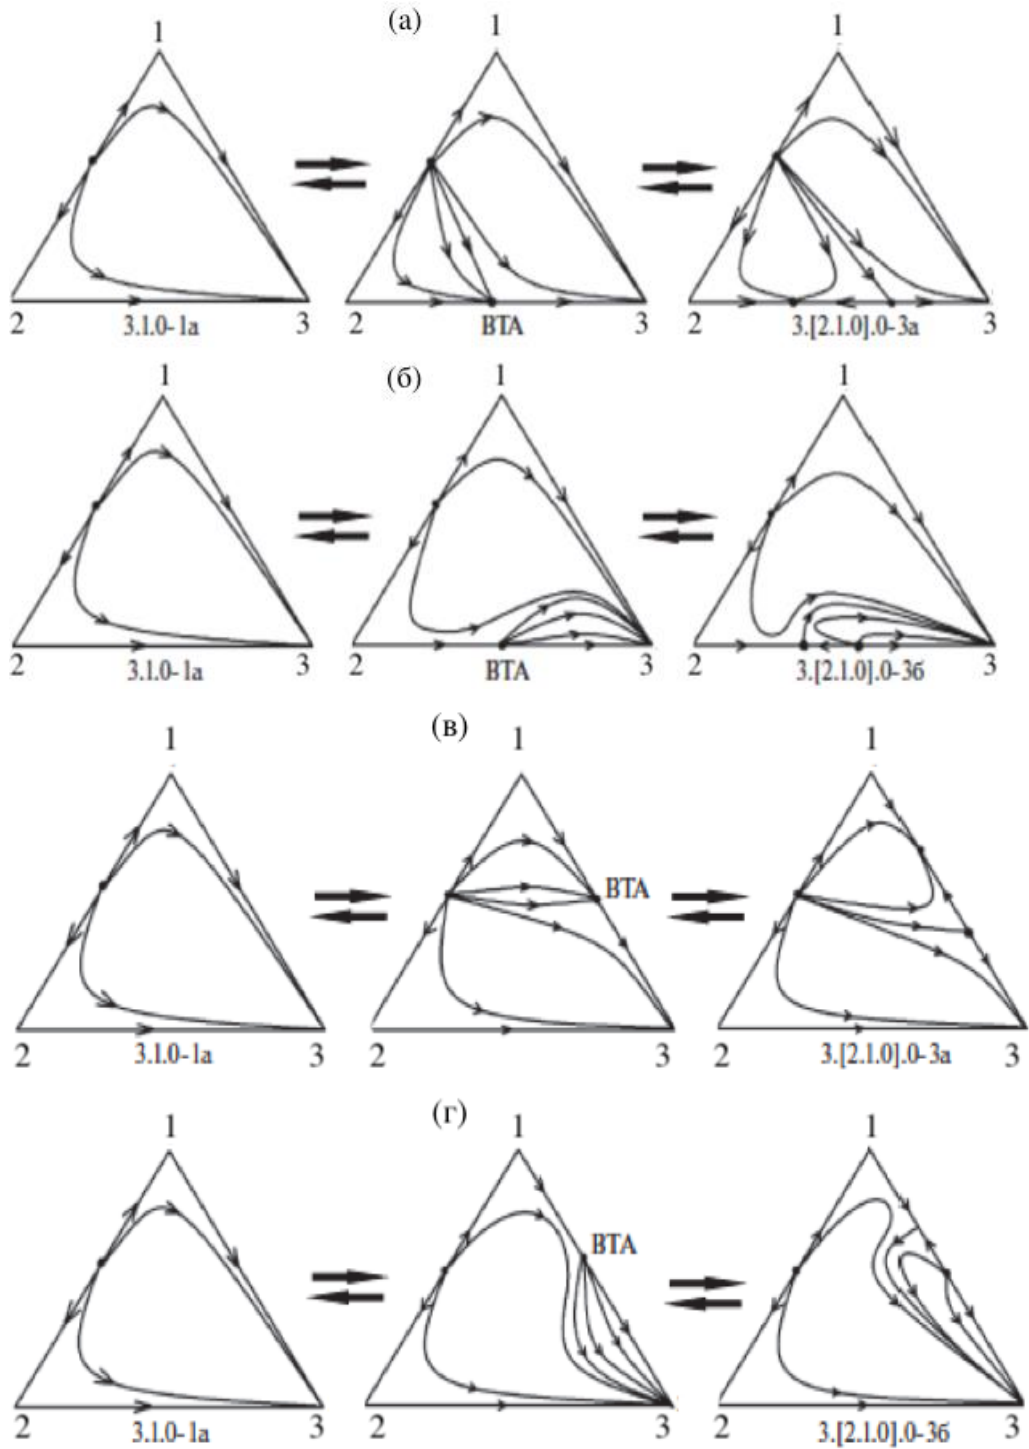 (а)
1 1 1
2 3.1.0-1а 3 2 БТА 3 2 3.[2.1.0].0-3а 3
(б)
1 1 1
2 3.1.0-1а 3 2 БТА 3 2 3.[2.1.0].0-3б 3
(в)
1 1 1
БТА
2 3.1.0-1а 3 2 3 2 3.[2.1.0].0-3а 3
(г)
1 1 1
БТА
2 3.1.0-1а 3 2 3 2 3.[2.1.0].0-3б 3